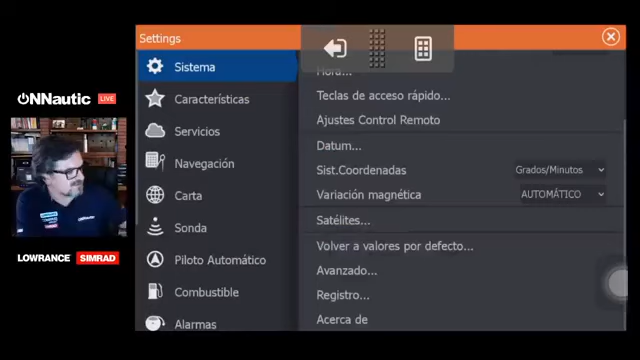 Settings
Sistema
Características
Servicios
Navegación
Carta
Sonda
Piloto Automático
Combustible
Alarmas
Hora...
Teclas de acceso rápido...
Ajustes Control Remoto
Datum...
Sist.Coordenadas
Grados/Minutos
Variación magnética
AUTOMÁTICO
Satélites...
Volver a valores por defecto...
Avanzado...
Registro...
Acerca de
ONNautic LIVE
LOWRANCE SIMRAD